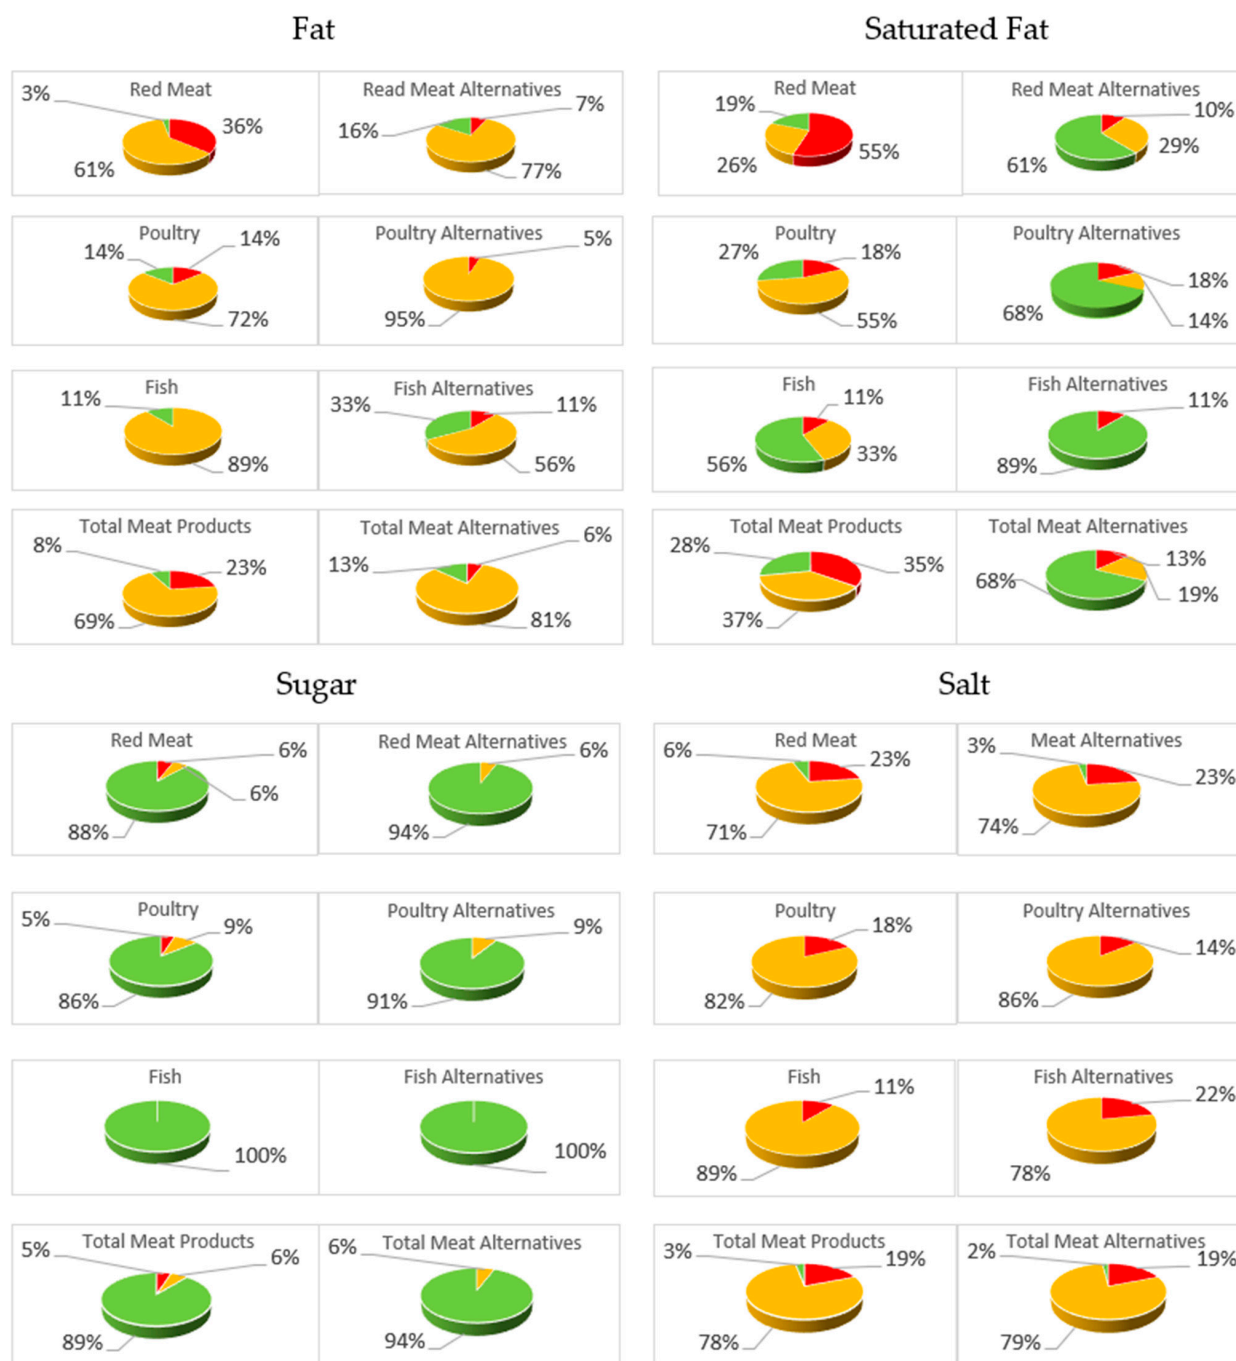 Fat
Saturated Fat
Red Meat
3%
36%
61%
Read Meat Alternatives
7%
16%
77%
Red Meat
19%
55%
26%
Red Meat Alternatives
10%
29%
61%
Poultry
14%
14%
72%
Poultry Alternatives
5%
95%
Poultry
27%
18%
55%
Poultry Alternatives
18%
68%
14%
Fish
11%
89%
Fish Alternatives
33%
11%
56%
Fish
11%
56%
33%
Fish Alternatives
11%
89%
Total Meat Products
8%
23%
69%
Total Meat Alternatives
6%
13%
81%
Total Meat Products
28%
35%
37%
Total Meat Alternatives
13%
68%
19%
Sugar
Salt
Red Meat
6%
6%
88%
Red Meat Alternatives
6%
94%
Red Meat
6%
23%
71%
Meat Alternatives
3%
23%
74%
Poultry
5%
9%
86%
Poultry Alternatives
9%
91%
Poultry
18%
82%
Poultry Alternatives
14%
86%
Fish
100%
Fish Alternatives
100%
Fish
11%
89%
Fish Alternatives
22%
78%
Total Meat Products
5%
6%
89%
Total Meat Alternatives
6%
94%
Total Meat Products
3%
19%
78%
Total Meat Alternatives
2%
19%
79%